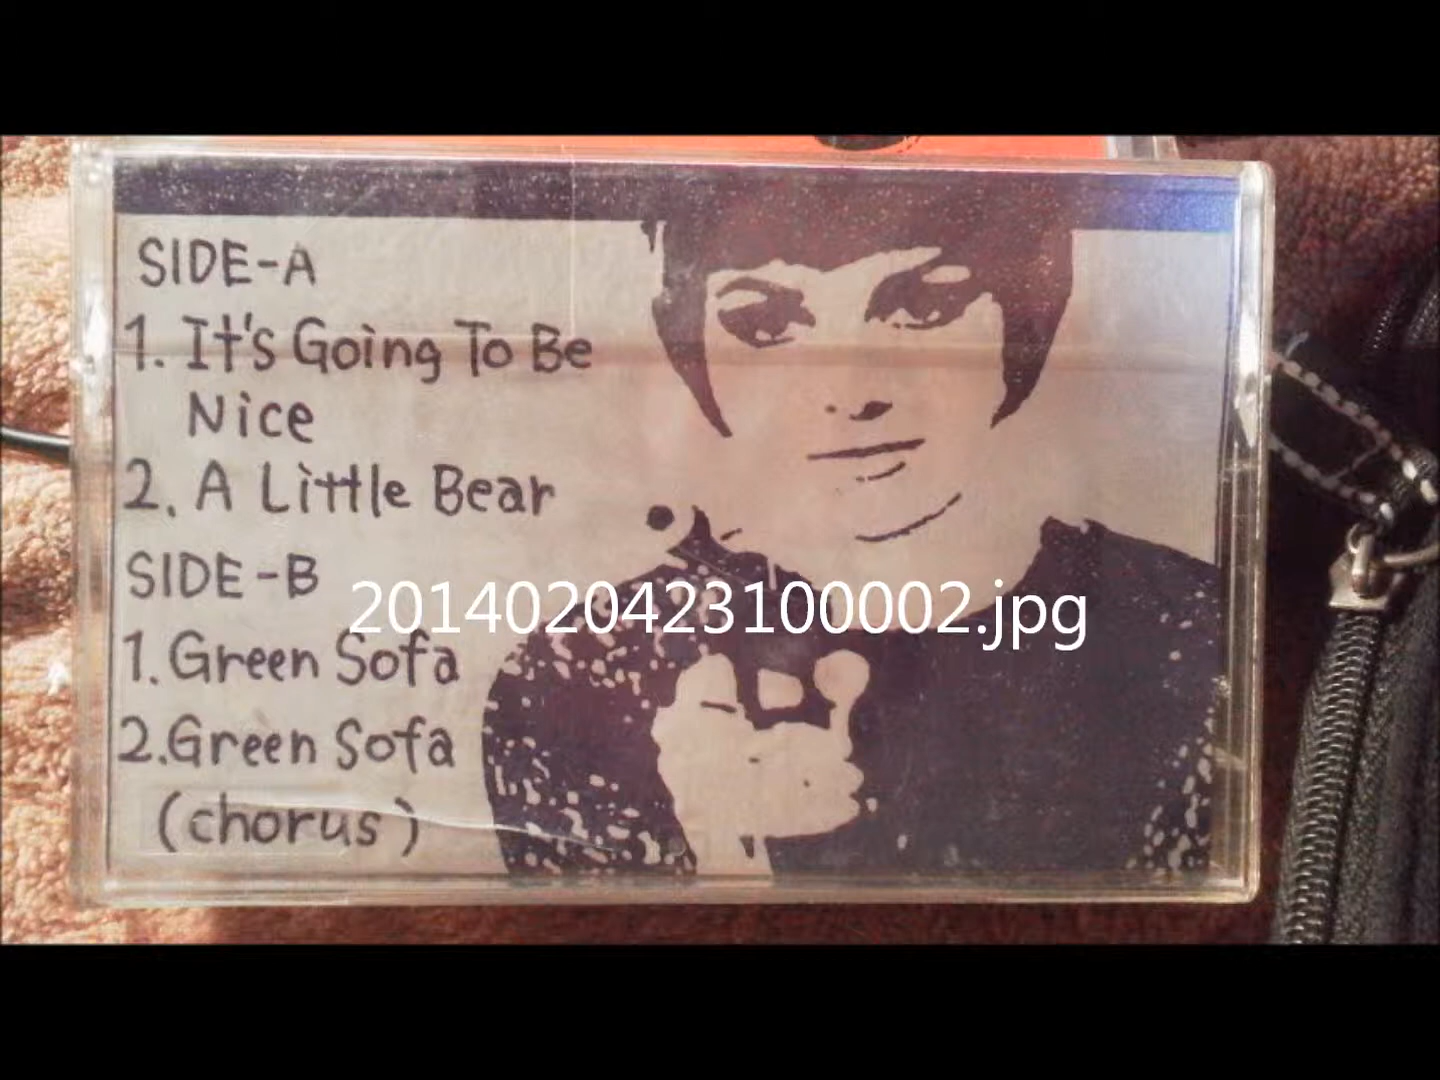 SIDE-A
1. It's Going To Be
Nice
2. A Little Bear
SIDE-B
2014020423100002.jpg
1. Green Sofa
2. Green Sofa
(chorus)